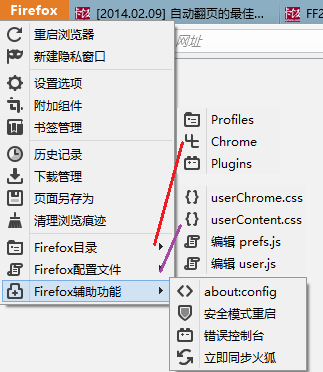 Firefox
[2014.02.09] 自动翻页的最佳...
FF2
网址
重启浏览器
新建隐私窗口
设置选项
附加组件
书签管理
历史记录
下载管理
页面另存为
清理浏览痕迹
Firefox目录
Firefox配置文件
Firefox辅助功能
Profiles
Chrome
Plugins
userChrome.css
userContent.css
编辑 prefs.js
编辑 user.js
about:config
安全模式重启
错误控制台
立即同步火狐